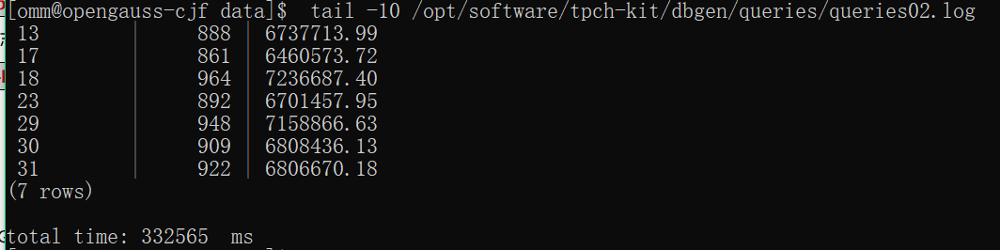 [omm@opengauss-cjf data]$  tail -10 /opt/software/tpch-kit/dbgen/queries/queries02.log
13 | 888 | 6737713.99
17 | 861 | 6460573.72
18 | 964 | 7236687.40
23 | 892 | 6701457.95
29 | 948 | 7158866.63
30 | 909 | 6808436.13
31 | 922 | 6806670.18
(7 rows)
total time: 332565  ms